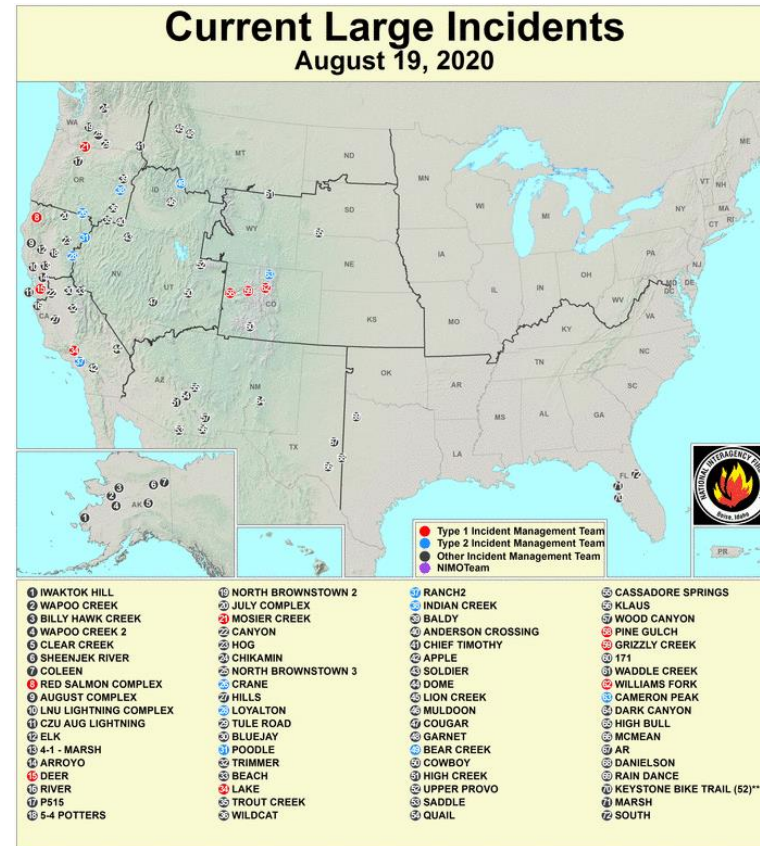 Current Large Incidents
August 19, 2020
WA
OR
ID
MT
ND
MN
WI
MI
ME
VT
NH
NY
MA
CT
RI
SD
WY
NE
IA
PA
NJ
NV
UT
CO
IL
IN
OH
MD
DE
DC
WV
VA
CA
KS
MO
KY
NC
TN
AZ
NM
OK
AR
SC
MS
AL
GA
TX
LA
FL
AK
PR
NATIONAL INTERAGENCY FIRE
Boise, Idaho
Type 1 Incident Management Team
Type 2 Incident Management Team
Other Incident Management Team
NIMOTeam
1 IWAKTOK HILL
2 WAPOO CREEK
3 BILLY HAWK CREEK
4 WAPOO CREEK 2
5 CLEAR CREEK
6 SHEENJEK RIVER
7 COLEEN
8 RED SALMON COMPLEX
9 AUGUST COMPLEX
10 LNU LIGHTNING COMPLEX
11 CZU AUG LIGHTNING
12 ELK
13 4-1 - MARSH
14 ARROYO
15 DEER
16 RIVER
17 P515
18 5-4 POTTERS
19 NORTH BROWNSTOWN 2
20 JULY COMPLEX
21 MOSIER CREEK
22 CANYON
23 HOG
24 CHIKAMIN
25 NORTH BROWNSTOWN 3
26 CRANE
27 HILLS
28 LOYALTON
29 TULE ROAD
30 BLUEJAY
31 POODLE
32 TRIMMER
33 BEACH
34 LAKE
35 TROUT CREEK
36 WILDCAT
37 RANCH2
38 INDIAN CREEK
39 BALDY
40 ANDERSON CROSSING
41 CHIEF TIMOTHY
42 APPLE
43 SOLDIER
44 DOME
45 LION CREEK
46 MULDOON
47 COUGAR
48 GARNET
49 BEAR CREEK
50 COWBOY
51 HIGH CREEK
52 UPPER PROVO
53 SADDLE
54 QUAIL
55 CASSADORE SPRINGS
56 KLAUS
57 WOOD CANYON
58 PINE GULCH
59 GRIZZLY CREEK
60 171
61 WADDLE CREEK
62 WILLIAMS FORK
63 CAMERON PEAK
64 DARK CANYON
65 HIGH BULL
66 MCMEAN
67 AR
68 DANIELSON
69 RAIN DANCE
70 KEYSTONE BIKE TRAIL (52)**
71 MARSH
72 SOUTH